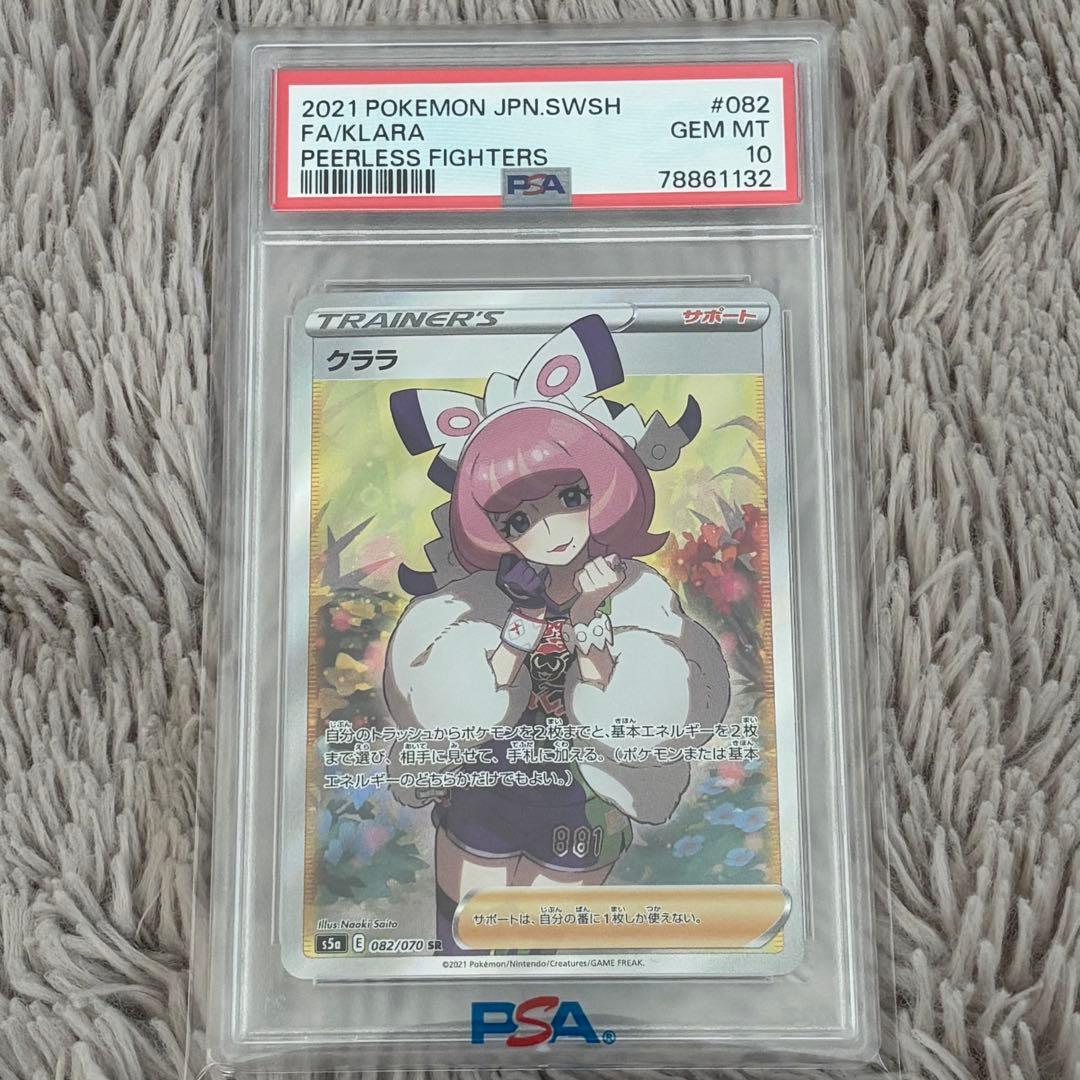 2021 POKEMON JPN.SWSH #082
FA/KLARA GEM MT
PEERLESS FIGHTERS 10
PSA 78861132
TRAINER'S サポート
クララ
自分のトラッシュからポケモンを2枚までと、基本エネルギーを2枚
まで選び、相手に見せて、手札に加える。(ポケモンまたは基本
エネルギーのどちらかだけでもよい。)
881
サポートは、自分の番に1枚しか使えない。
Illus. Naoki Saito
s5a E 082/070 SR
©2021 Pokémon/Nintendo/Creatures/GAME FREAK.
PSA®